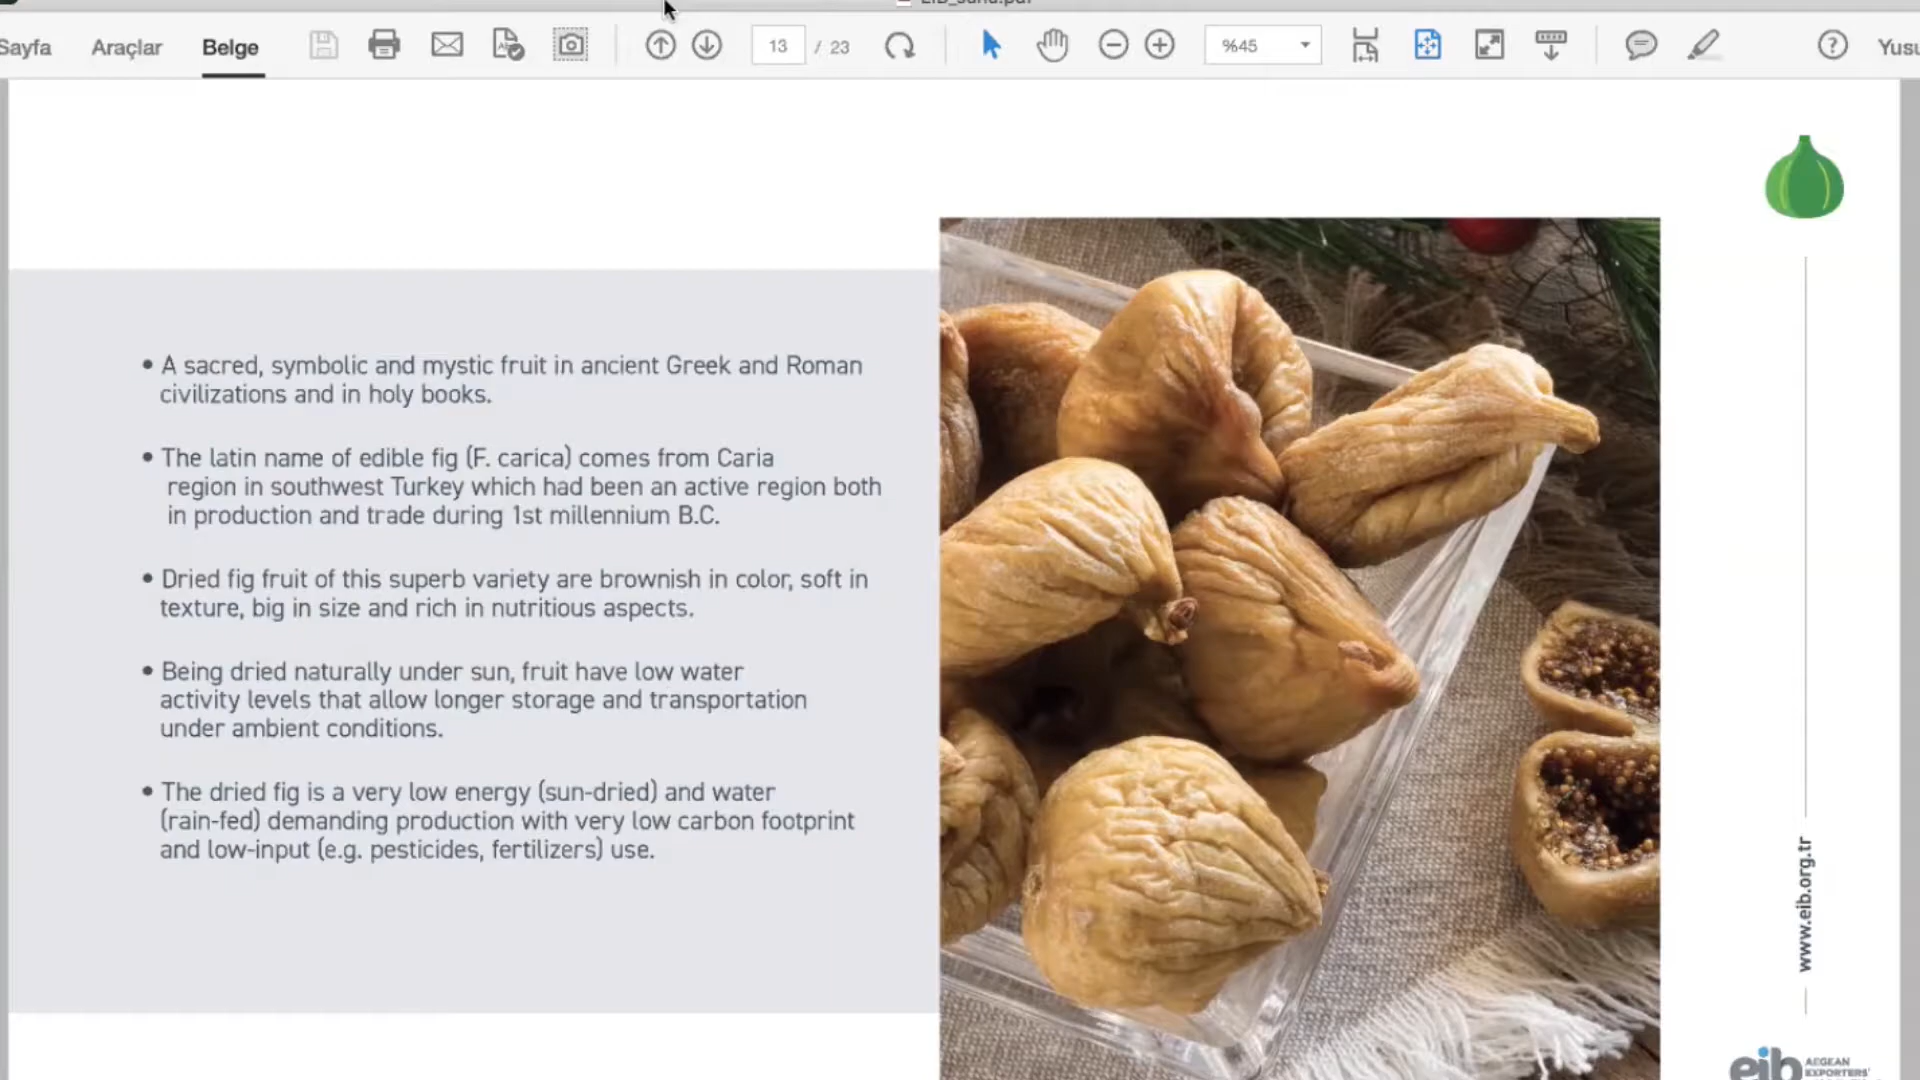 Sayfa Araçlar Belge 13 / 23 %45
• A sacred, symbolic and mystic fruit in ancient Greek and Roman
civilizations and in holy books.
• The latin name of edible fig (F. carica) comes from Caria
region in southwest Turkey which had been an active region both
in production and trade during 1st millennium B.C.
• Dried fig fruit of this superb variety are brownish in color, soft in
texture, big in size and rich in nutritious aspects.
• Being dried naturally under sun, fruit have low water
activity levels that allow longer storage and transportation
under ambient conditions.
• The dried fig is a very low energy (sun-dried) and water
(rain-fed) demanding production with very low carbon footprint
and low-input (e.g. pesticides, fertilizers) use.
www.eib.org.tr
eib AEGEAN
EXPORTERS'